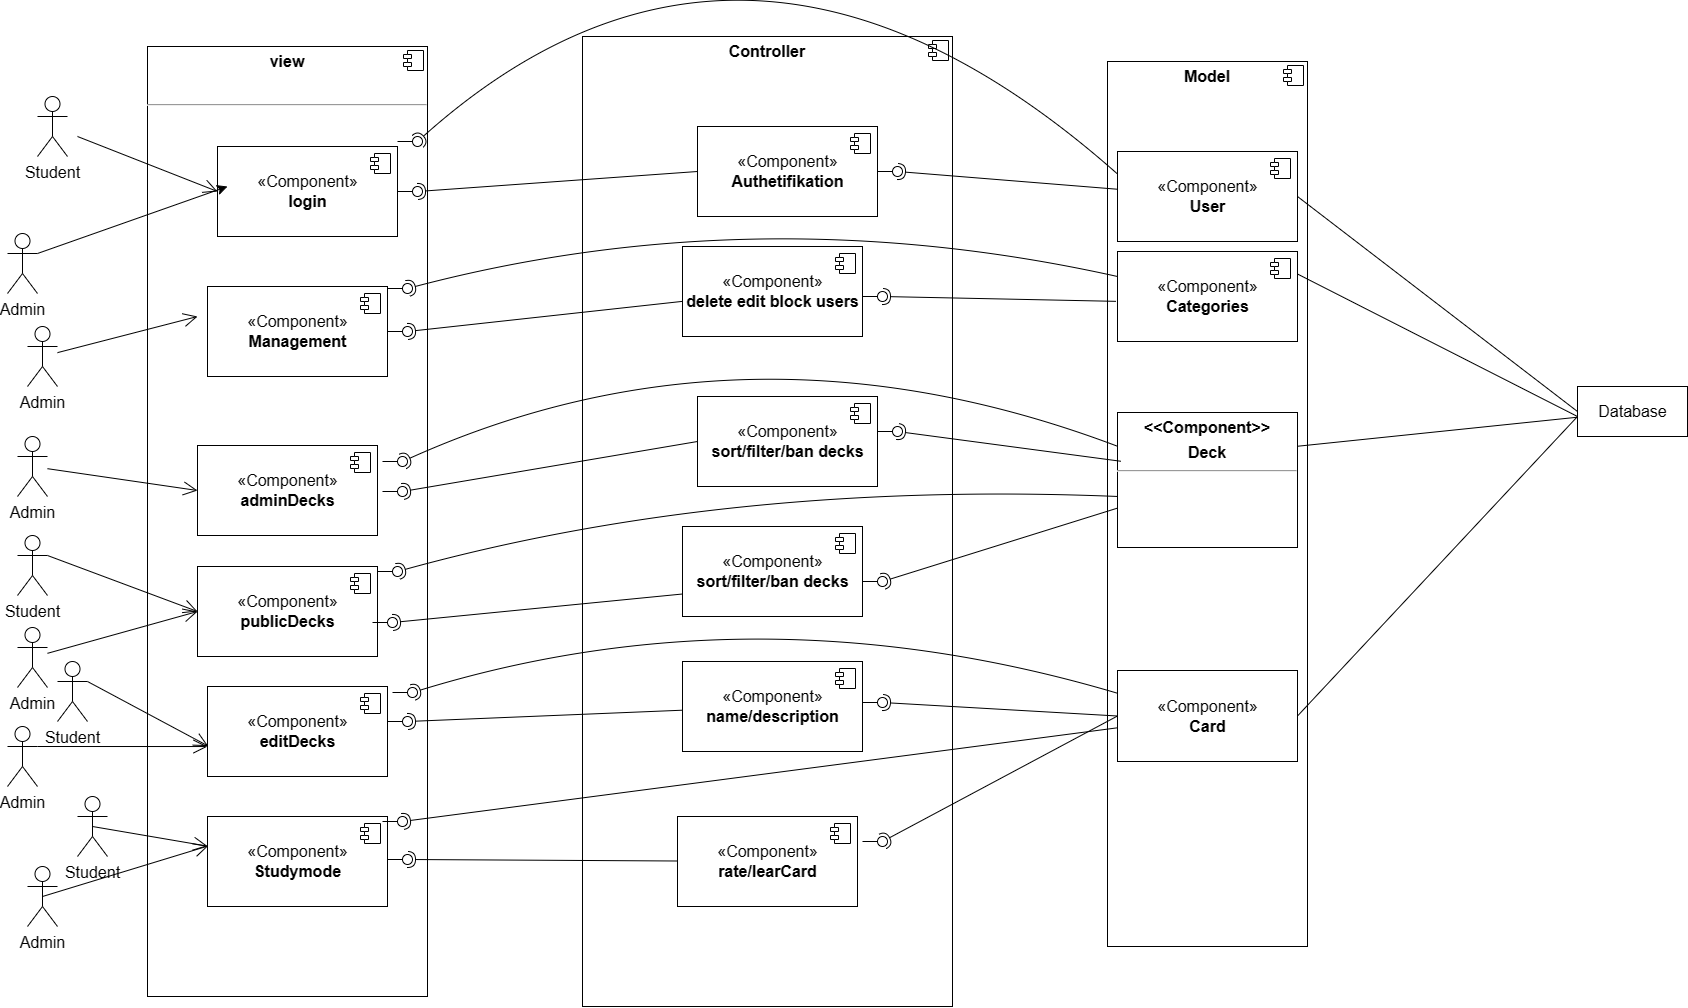 view
Controller
Model
Student
Admin
Admin
Admin
Student
Admin
Student
Admin
Student
Admin
«Component»
login
«Component»
Management
«Component»
adminDecks
«Component»
publicDecks
«Component»
editDecks
«Component»
Studymode
«Component»
Authetifikation
«Component»
delete edit block users
«Component»
sort/filter/ban decks
«Component»
sort/filter/ban decks
«Component»
name/description
«Component»
rate/learCard
«Component»
User
«Component»
Categories
<<Component>>
Deck
«Component»
Card
Database